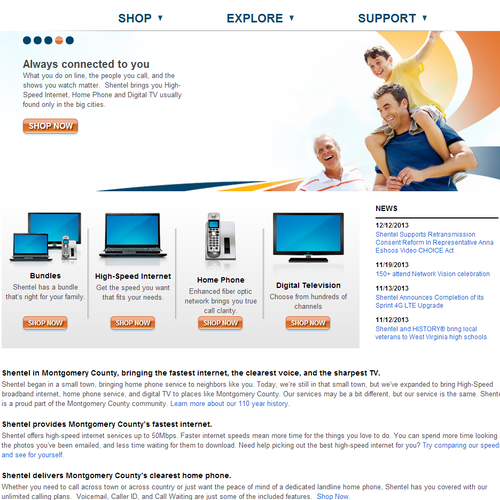 SHOP ▼ EXPLORE ▼ SUPPORT ▼
Always connected to you
What you do on line, the people you call, and the
shows you watch matter. Shentel brings you High-
Speed Internet, Home Phone and Digital TV usually
found only in the big cities.
SHOP NOW
Bundles
Shentel has a bundle
that's right for your family.
SHOP NOW
High-Speed Internet
Get the speed you want
that fits your needs.
SHOP NOW
Home Phone
Enhanced fiber optic
network brings you true
call clarity.
SHOP NOW
Digital Television
Choose from hundreds of
channels
SHOP NOW
NEWS
12/12/2013
Shentel Supports Retransmission
Consent Reform In Representative Anna
Eshoos Video CHOICE Act
11/19/2013
150+ attend Network Vision celebration
11/13/2013
Shentel Announces Completion of its
Sprint 4G LTE Upgrade
11/12/2013
Shentel and HISTORY® bring local
veterans to West Virginia high schools
Shentel in Montgomery County, bringing the fastest internet, the clearest voice, and the sharpest TV.
Shentel began in a small town, bringing home phone service to neighbors like you. Today, we're still in that small town, but we've expanded to bring High-Speed
broadband internet, home phone service, and digital TV to places like Montgomery County. Our services may be a bit different, but our service is the same. Shente
is a proud part of the Montgomery County community. Learn more about our 110 year history.
Shentel provides Montgomery County's fastest internet.
Shentel offers high-speed internet services up to 50Mbps. Faster internet speeds mean more time for the things you love to do. You can spend more time looking
the photos you've been emailed, and less time waiting for them to download. Need help picking out the best high-speed internet for you? Try comparing our speeds
and see for yourself.
Shentel delivers Montgomery County's clearest home phone.
Whether you need to call across town or across country or just want the peace of mind of a dedicated landline home phone, Shentel has you covered with our
unlimited calling plans. Voicemail, Caller ID, and Call Waiting are just some of the included features. Shop Now.